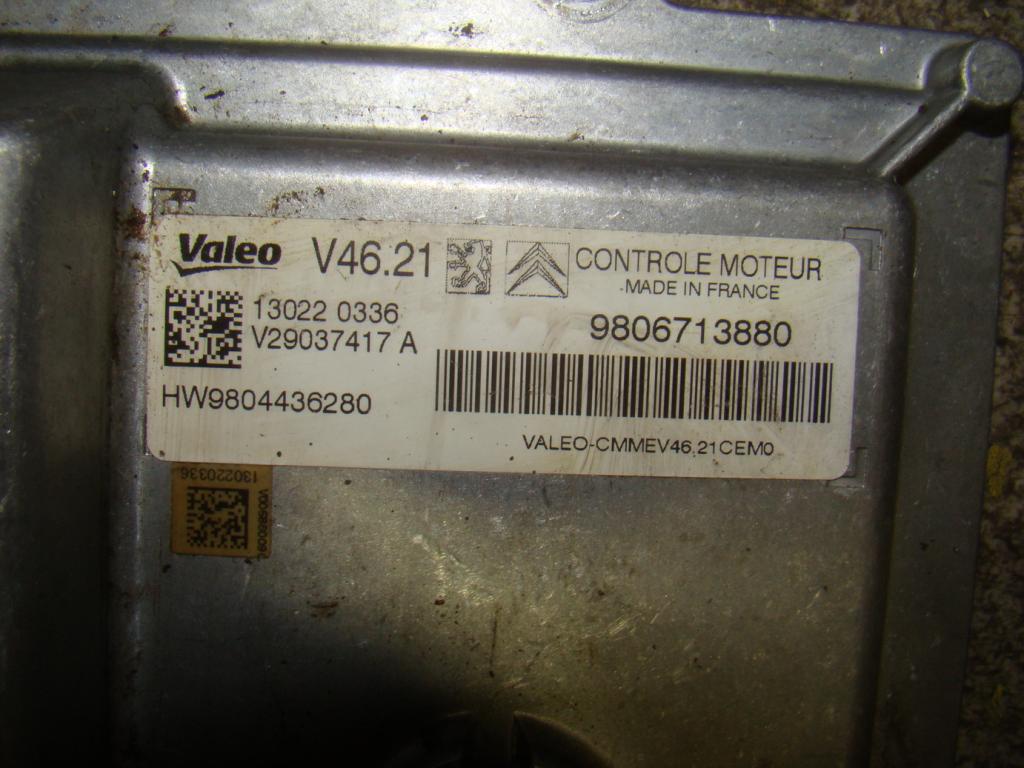 Valeo V46.21 CONTROLE MOTEUR
MADE IN FRANCE
13022 0336
V29037417 A
9806713880
HW9804436280
VALEO-CMMEV46.21CEM0
130220336